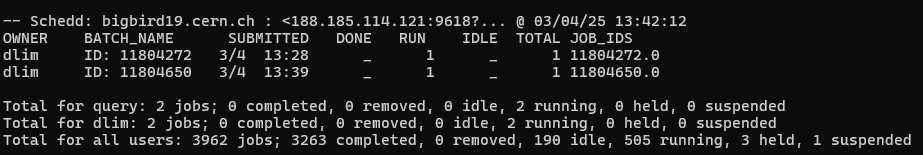 -- Schedd: bigbird19.cern.ch : <188.185.114.121:9618?... @ 03/04/25 13:42:12
OWNER    BATCH_NAME      SUBMITTED   DONE   RUN    IDLE  TOTAL JOB_IDS
dlim     ID: 11804272   3/4  13:28      _      1      _      1 11804272.0
dlim     ID: 11804650   3/4  13:39      _      1      _      1 11804650.0

Total for query: 2 jobs; 0 completed, 0 removed, 0 idle, 2 running, 0 held, 0 suspended
Total for dlim: 2 jobs; 0 completed, 0 removed, 0 idle, 2 running, 0 held, 0 suspended
Total for all users: 3962 jobs; 3263 completed, 0 removed, 190 idle, 505 running, 3 held, 1 suspended